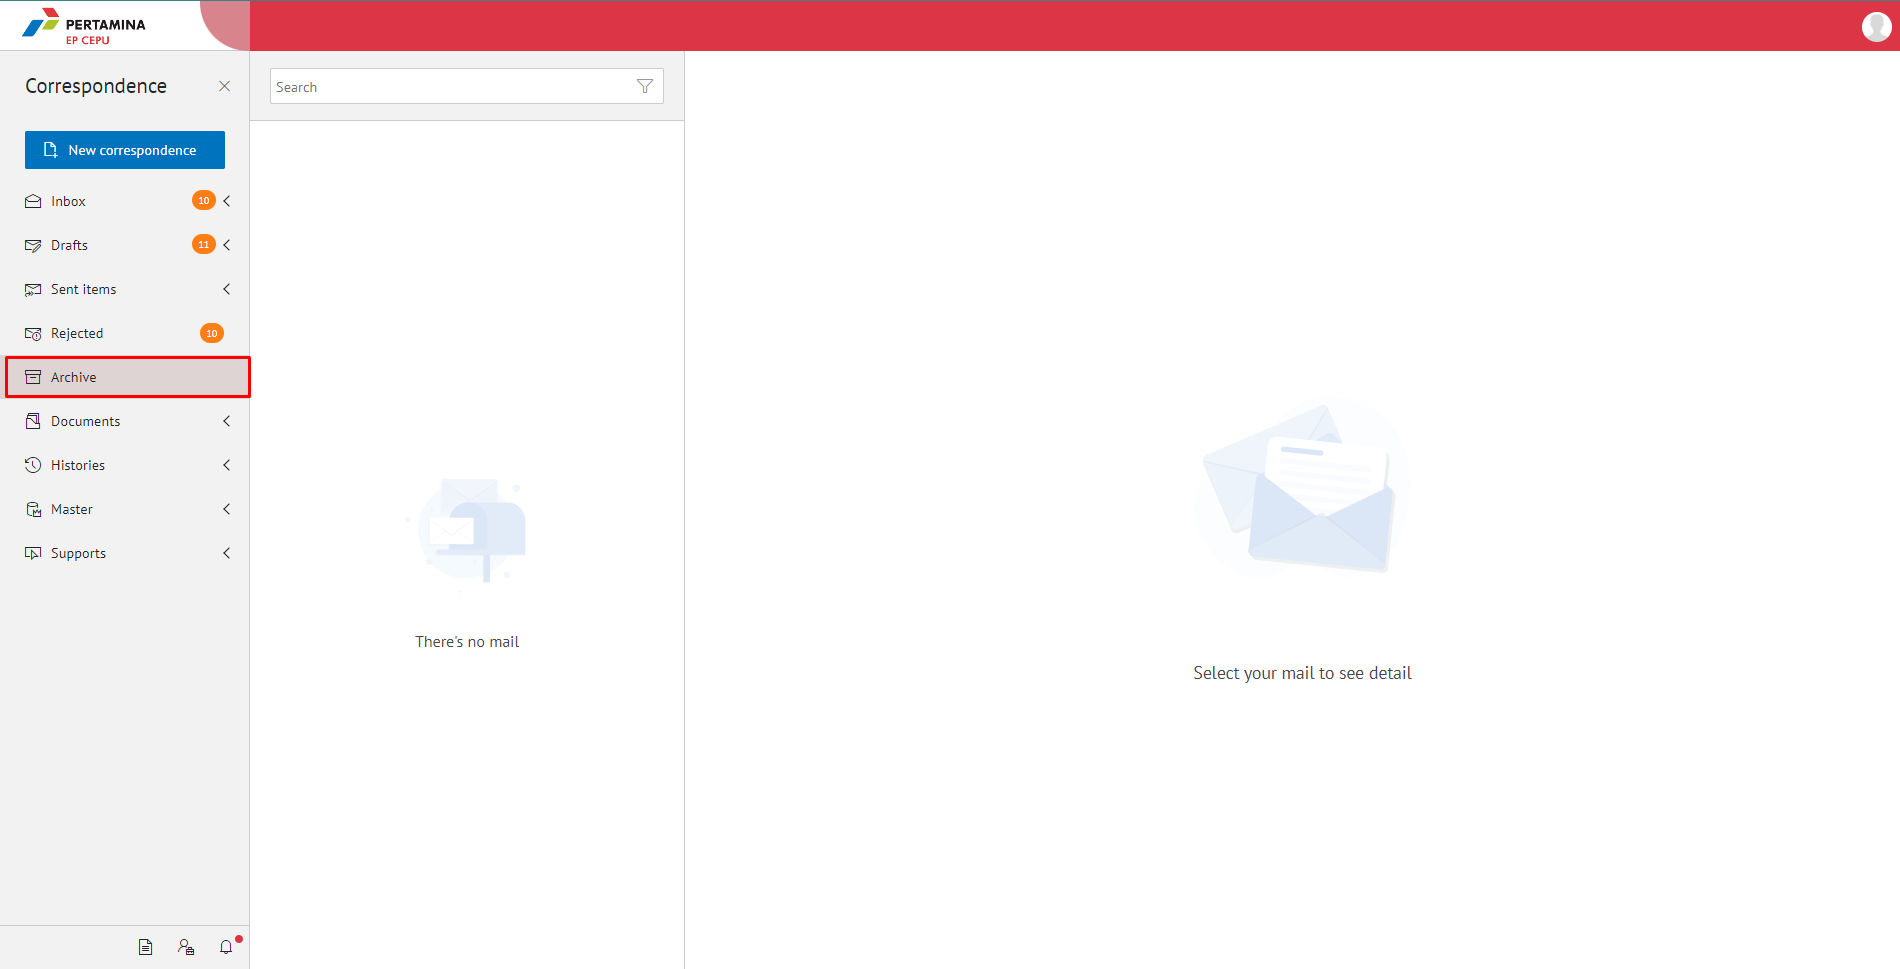 PERTAMINA
EP CEPU
Correspondence
New correspondence
Inbox 10
Drafts 11
Sent items
Rejected 10
Archive
Documents
Histories
Master
Supports
Search
There's no mail
Select your mail to see detail